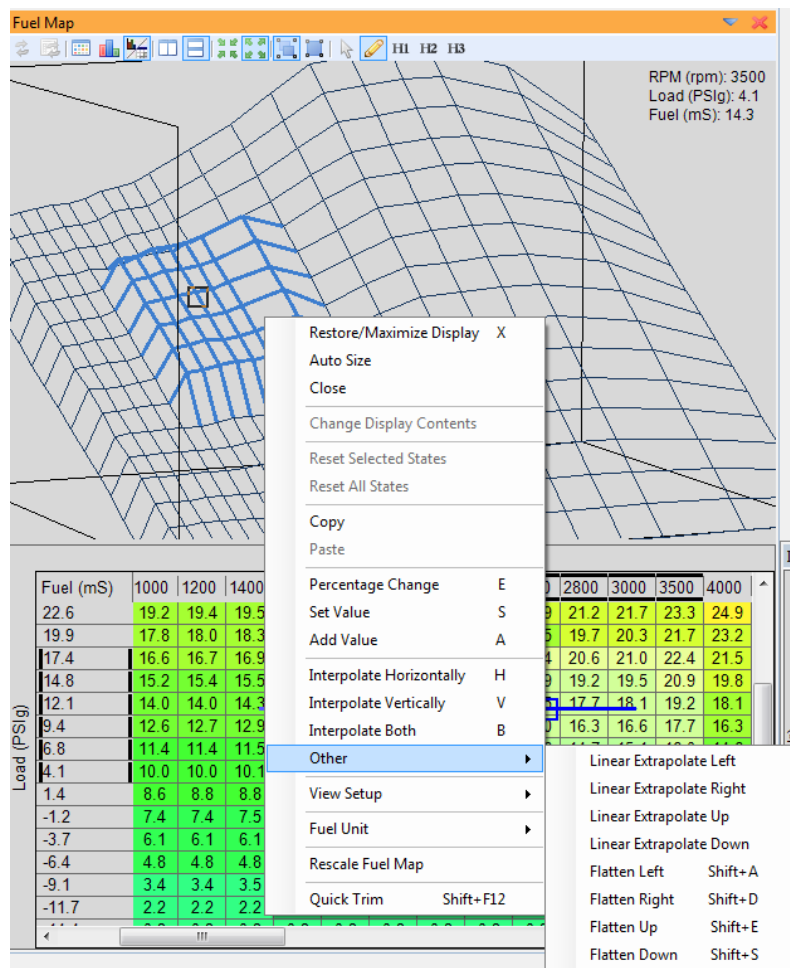 Fuel Map
H1 H2 H3
RPM (rpm): 3500
Load (PSIg): 4.1
Fuel (mS): 14.3
Restore/Maximize Display X
Auto Size
Close
Change Display Contents
Reset Selected States
Reset All States
Copy
Paste
Percentage Change E
Set Value S
Add Value A
Interpolate Horizontally H
Interpolate Vertically V
Interpolate Both B
Other
View Setup
Fuel Unit
Rescale Fuel Map
Quick Trim Shift+F12
Linear Extrapolate Left
Linear Extrapolate Right
Linear Extrapolate Up
Linear Extrapolate Down
Flatten Left Shift+A
Flatten Right Shift+D
Flatten Up Shift+E
Flatten Down Shift+S
Load (PSIg)
Fuel (mS) 1000 1200 1400 2800 3000 3500 4000
22.6 19.2 19.4 19.5 21.2 21.7 23.3 24.9
19.9 17.8 18.0 18.3 19.7 20.3 21.7 23.2
17.4 16.6 16.7 16.9 20.6 21.0 22.4 21.5
14.8 15.2 15.4 15.5 19.2 19.5 20.9 19.8
12.1 14.0 14.0 14.3 17.7 18.1 19.2 18.1
9.4 12.6 12.7 12.9 16.3 16.6 17.7 16.3
6.8 11.4 11.4 11.5
4.1 10.0 10.0 10.1
1.4 8.6 8.8 8.8
-1.2 7.4 7.4 7.5
-3.7 6.1 6.1 6.1
-6.4 4.8 4.8 4.8
-9.1 3.4 3.4 3.5
-11.7 2.2 2.2 2.2